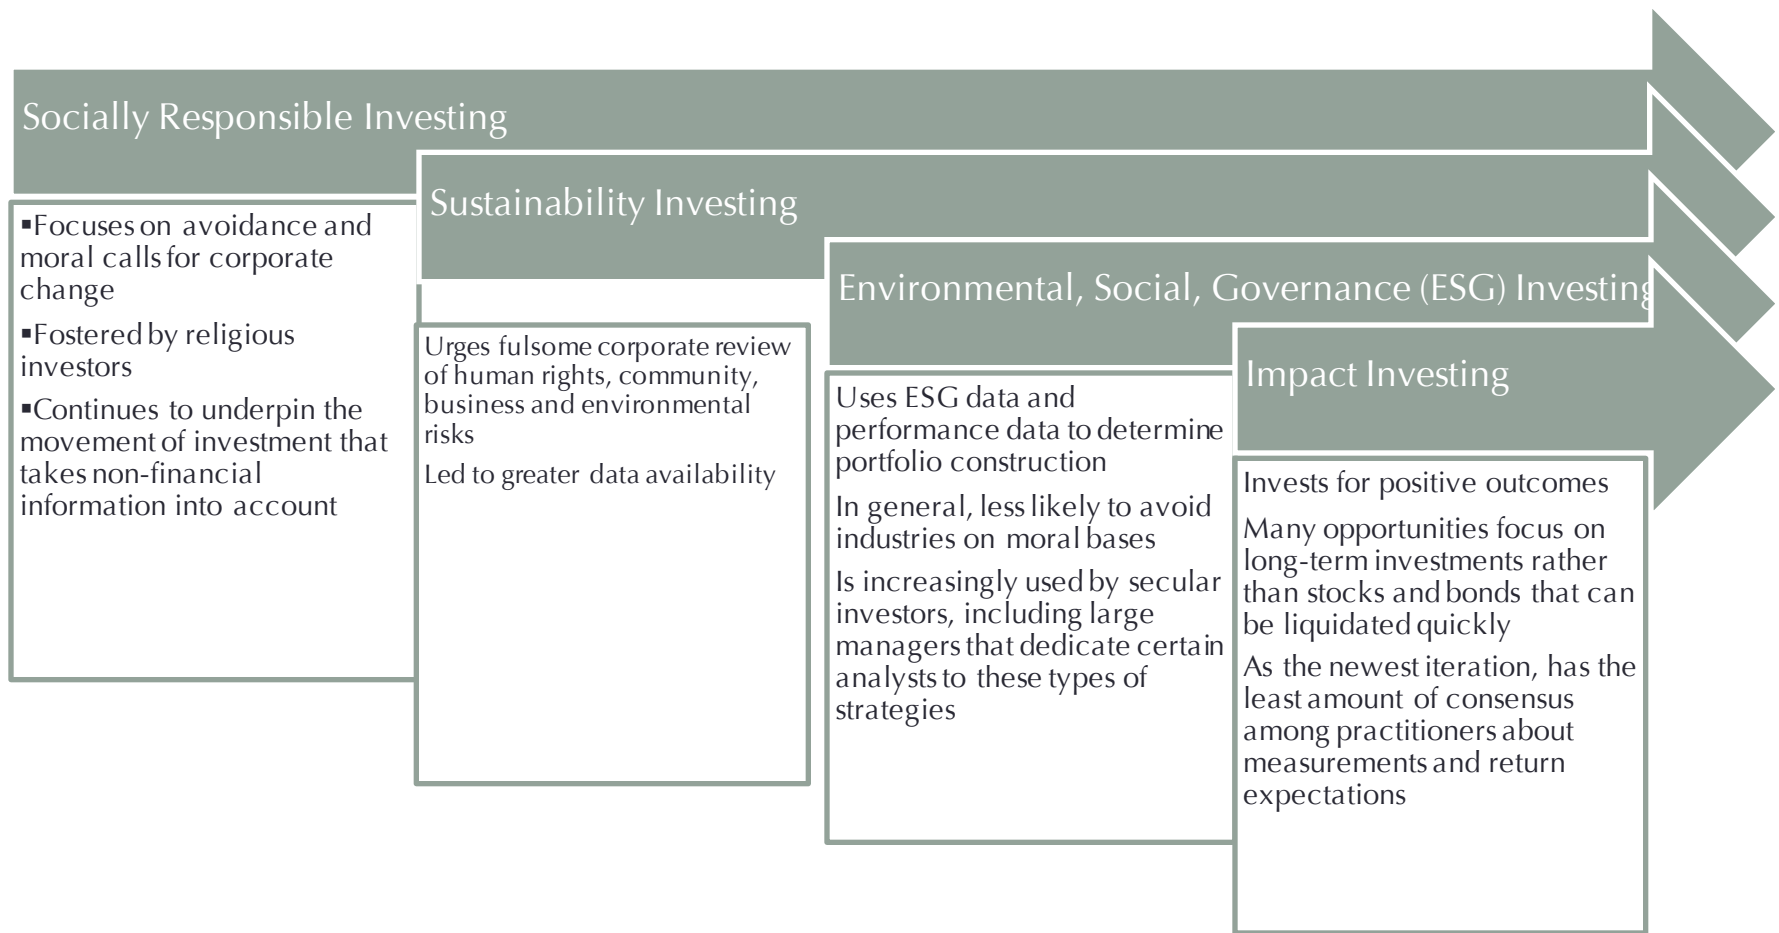 Socially Responsible Investing
▪Focuses on avoidance and
moral calls for corporate
change
▪Fostered by religious
investors
▪Continues to underpin the
movement of investment that
takes non-financial
information into account
Sustainability Investing
Urges fulsome corporate review
of human rights, community,
business and environmental
risks
Led to greater data availability
Environmental, Social, Governance (ESG) Investing
Uses ESG data and
performance data to determine
portfolio construction
In general, less likely to avoid
industries on moral bases
Is increasingly used by secular
investors, including large
managers that dedicate certain
analysts to these types of
strategies
Impact Investing
Invests for positive outcomes
Many opportunities focus on
long-term investments rather
than stocks and bonds that can
be liquidated quickly
As the newest iteration, has the
least amount of consensus
among practitioners about
measurements and return
expectations